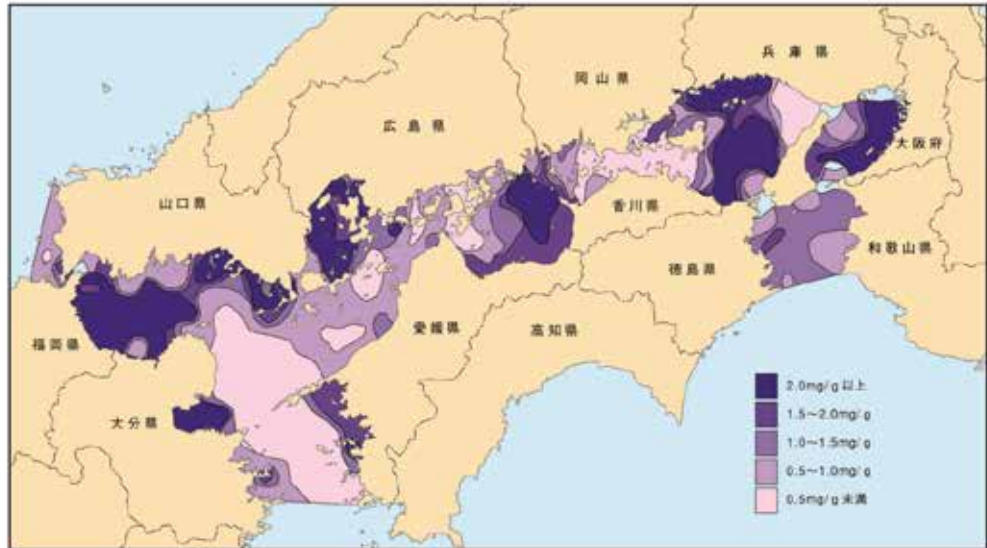 兵庫県
岡山県
広島県
大阪府
山口県
香川県
和歌山県
徳島県
愛媛県
高知県
福岡県
大分県
2.0mg/g以上
1.5～2.0mg/g
1.0～1.5mg/g
0.5～1.0mg/g
0.5mg/g未満